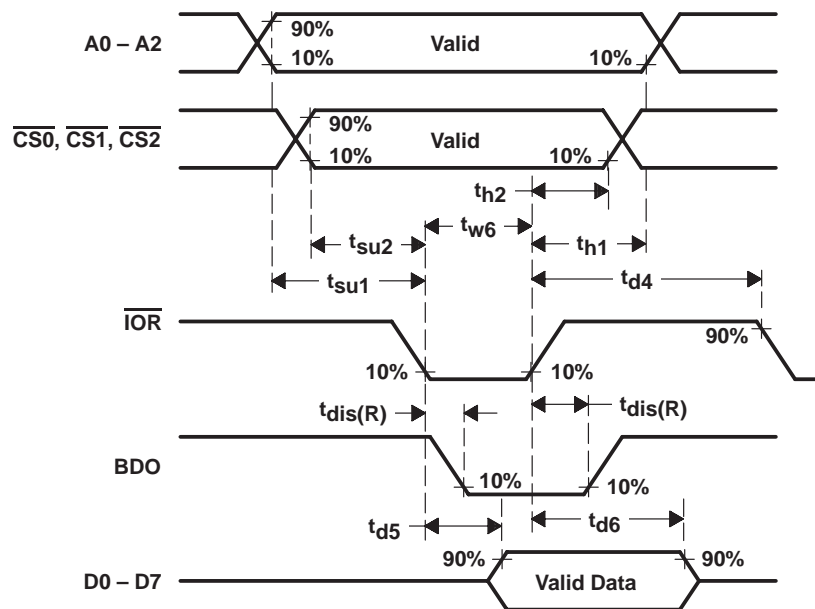 A0 – A2
90%
Valid
10%
10%
CS0, CS1, CS2
90%
Valid
10%
10%
th2
tw6
tsu2
th1
tsu1
td4
IOR
90%
10%
10%
tdis(R)
tdis(R)
BDO
10%
10%
td5
td6
90%
90%
D0 – D7
Valid Data